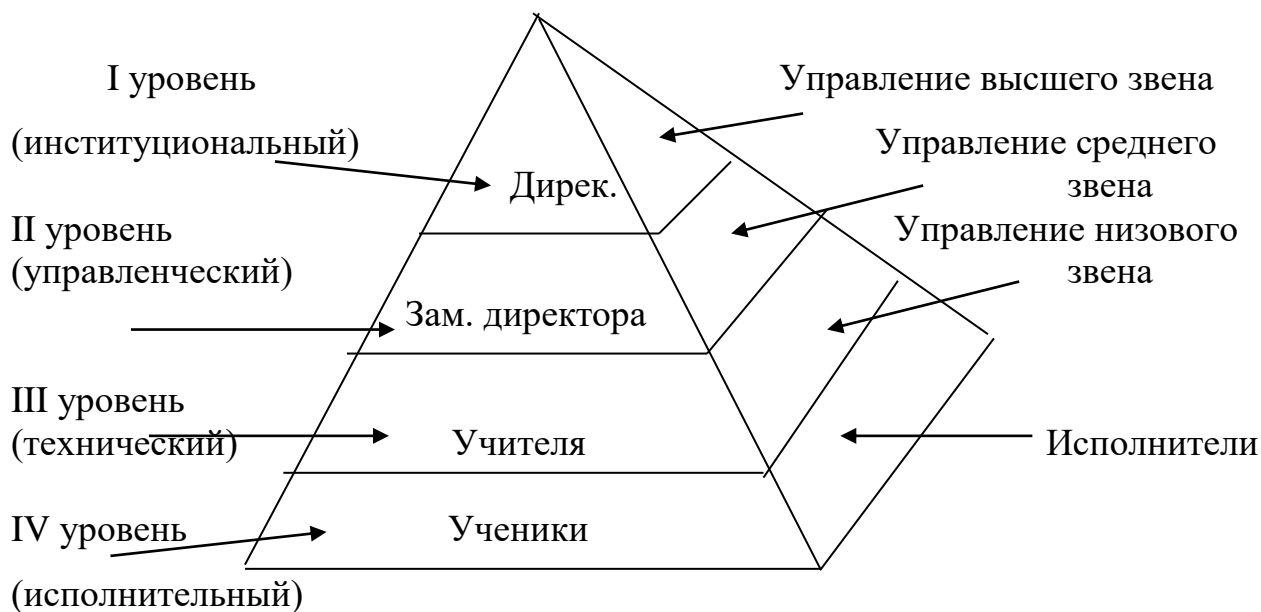 I уровень
(институциональный)
II уровень
(управленческий)
III уровень
(технический)
IV уровень
(исполнительный)
Дирек.
Зам. директора
Учителя
Ученики
Управление высшего звена
Управление среднего
звена
Управление низового
звена
Исполнители